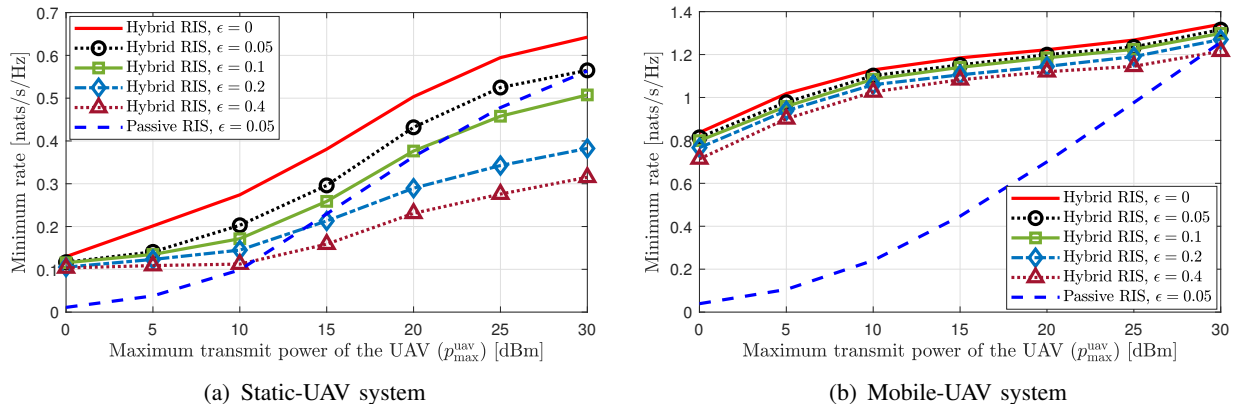 Minimum rate [nats/s/Hz]
0.7
0.6
0.5
0.4
0.3
0.2
0.1
0
Hybrid RIS, ϵ = 0
Hybrid RIS, ϵ = 0.05
Hybrid RIS, ϵ = 0.1
Hybrid RIS, ϵ = 0.2
Hybrid RIS, ϵ = 0.4
Passive RIS, ϵ = 0.05
0 5 10 15 20 25 30
Maximum transmit power of the UAV (p_max^uav) [dBm]
(a) Static-UAV system
Minimum rate [nats/s/Hz]
1.4
1.2
1
0.8
0.6
0.4
0.2
0
Hybrid RIS, ϵ = 0
Hybrid RIS, ϵ = 0.05
Hybrid RIS, ϵ = 0.1
Hybrid RIS, ϵ = 0.2
Hybrid RIS, ϵ = 0.4
Passive RIS, ϵ = 0.05
0 5 10 15 20 25 30
Maximum transmit power of the UAV (p_max^uav) [dBm]
(b) Mobile-UAV system